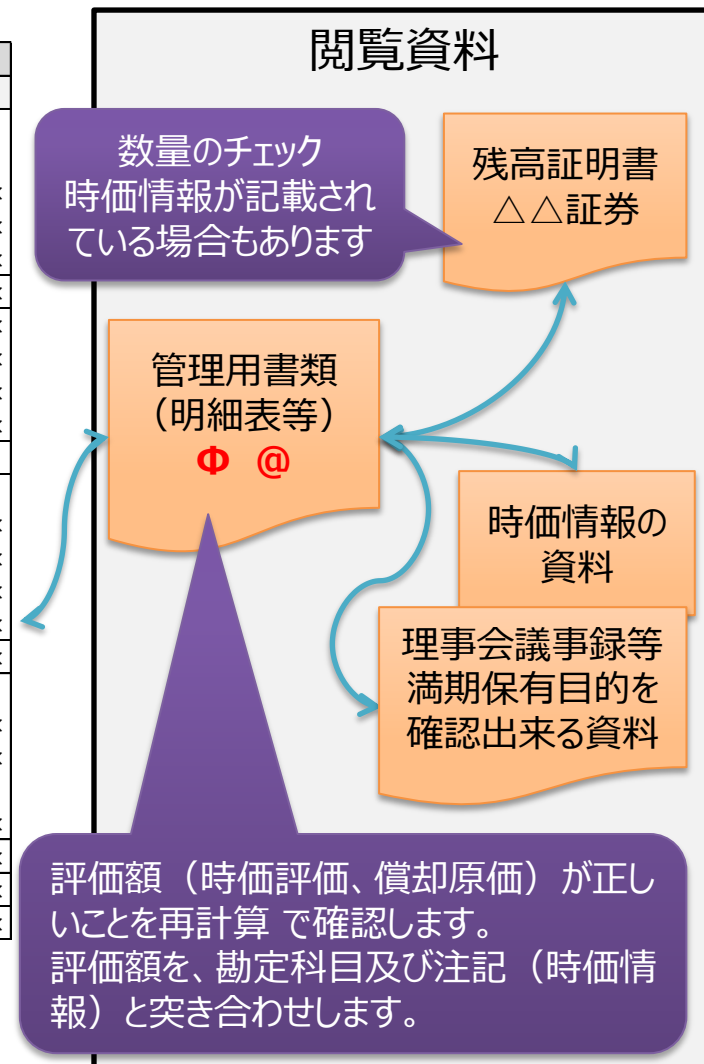 閲覧資料
数量のチェック
時価情報が記載され
ている場合もあります
残高証明書
△△証券
管理用書類
（明細表等）
Φ @
時価情報の
資料
理事会議事録等
満期保有目的を
確認出来る資料
評価額（時価評価、償却原価）が正し
いことを再計算 で確認します。
評価額を、勘定科目及び注記（時価情
報）と突き合わせします。